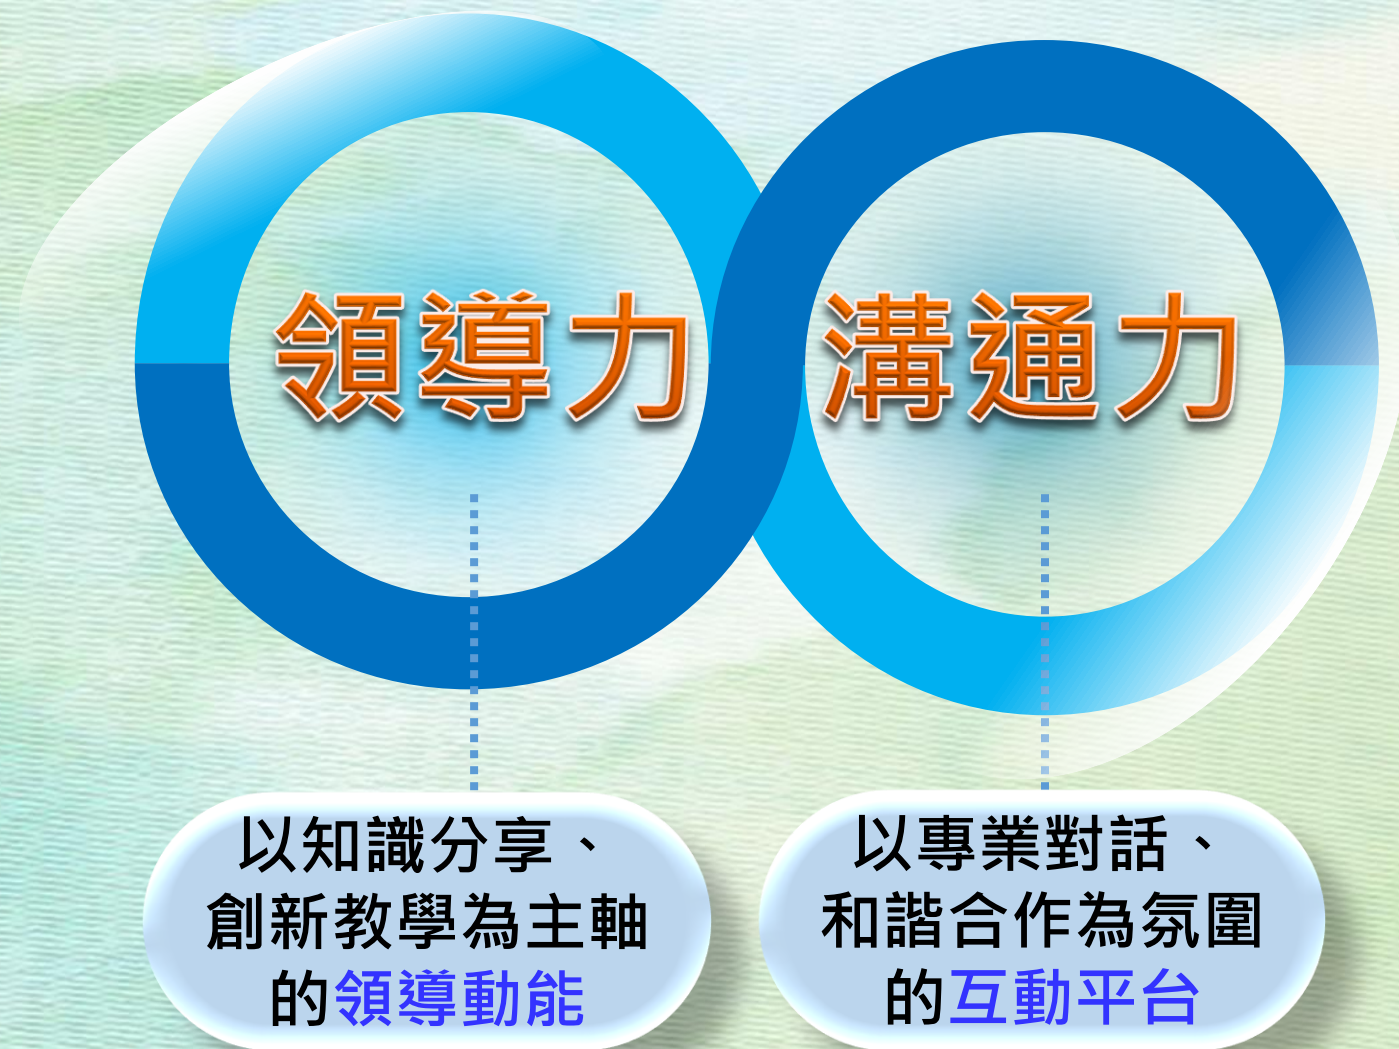 領導力
溝通力
以知識分享、
創新教學為主軸
的領導動能
以專業對話、
和諧合作為氛圍
的互動平台